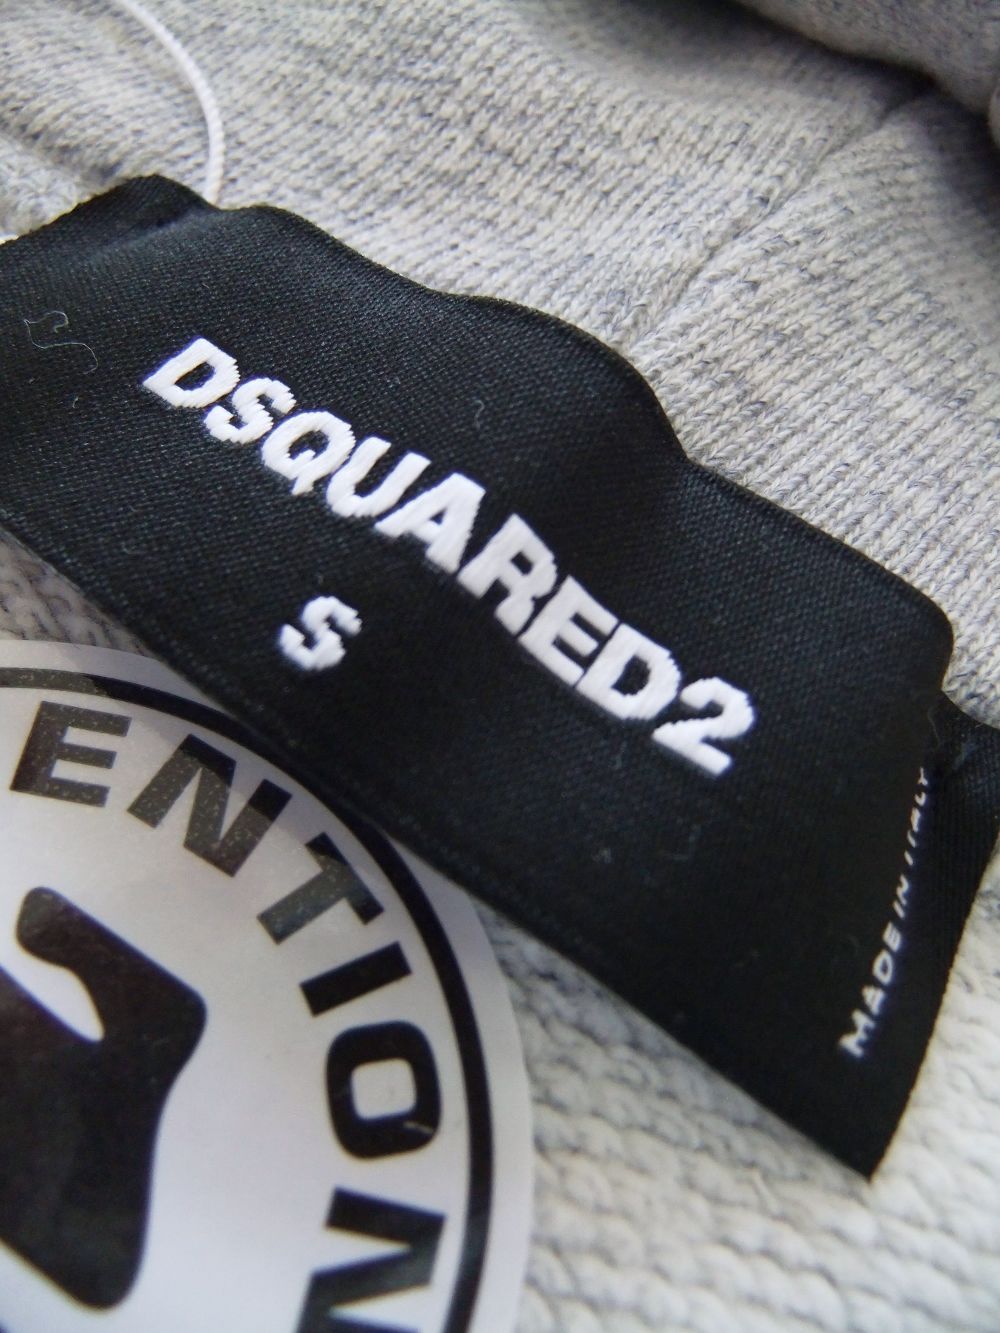 DSQUARED2
S
MADE IN ITALY
ENTION